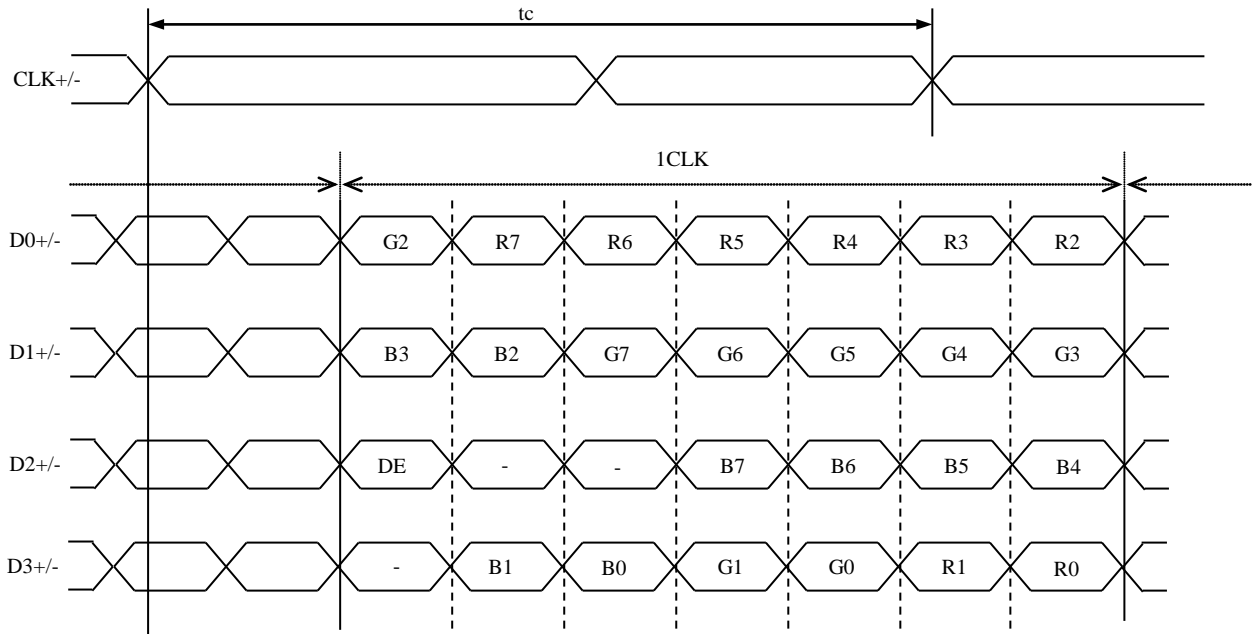 tc
CLK+/-
1CLK
D0+/- G2 R7 R6 R5 R4 R3 R2
D1+/- B3 B2 G7 G6 G5 G4 G3
D2+/- DE - - B7 B6 B5 B4
D3+/- - B1 B0 G1 G0 R1 R0